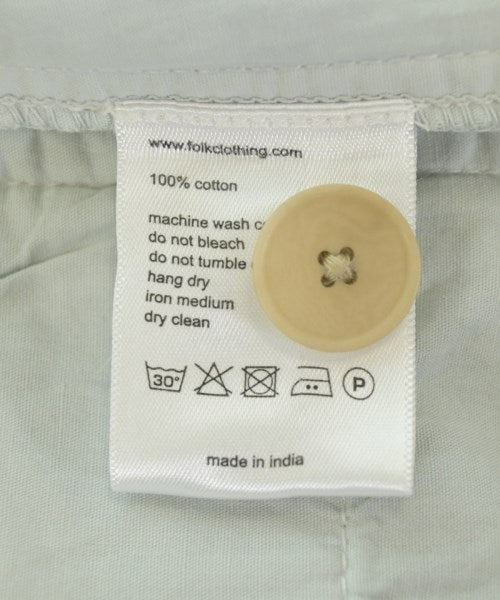 www.folkclothing.com
100% cotton
machine wash
do not bleach
do not tumble
hang dry
iron medium
dry clean
30°
P
made in india